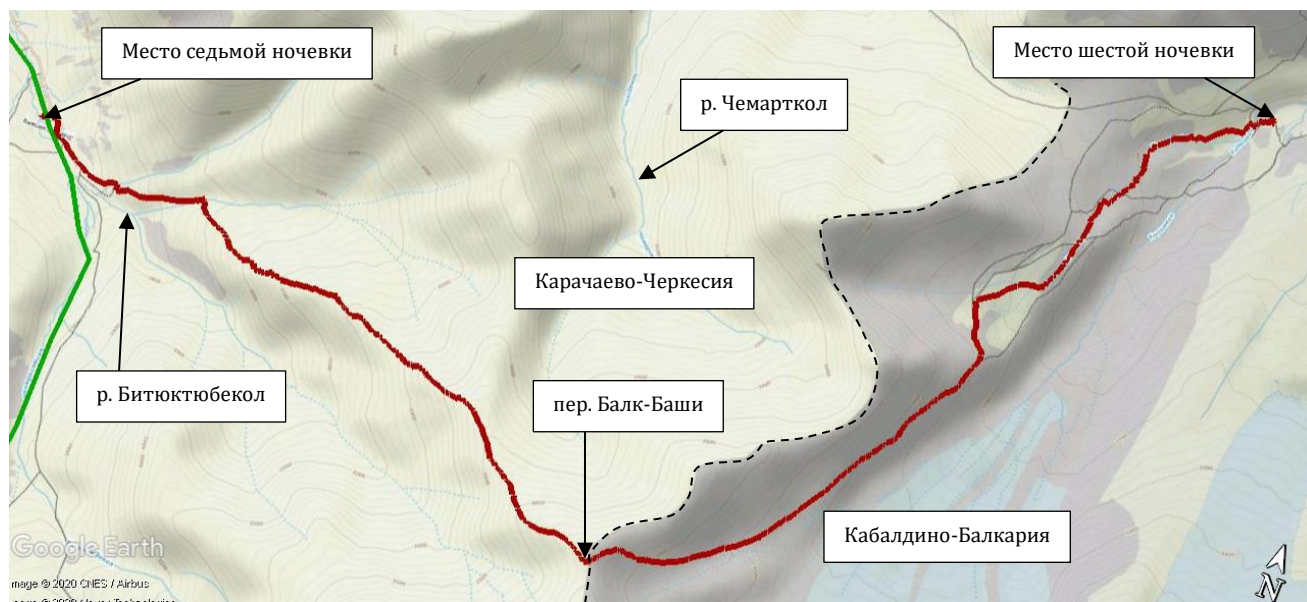 Место седьмой ночевки
Место шестой ночевки
р. Чемарткол
Карачаево-Черкесия
р. Битюктюбекол
пер. Балк-Баши
Кабалдино-Балкария
Google Earth
mage © 2020 CNES / Airbus
N